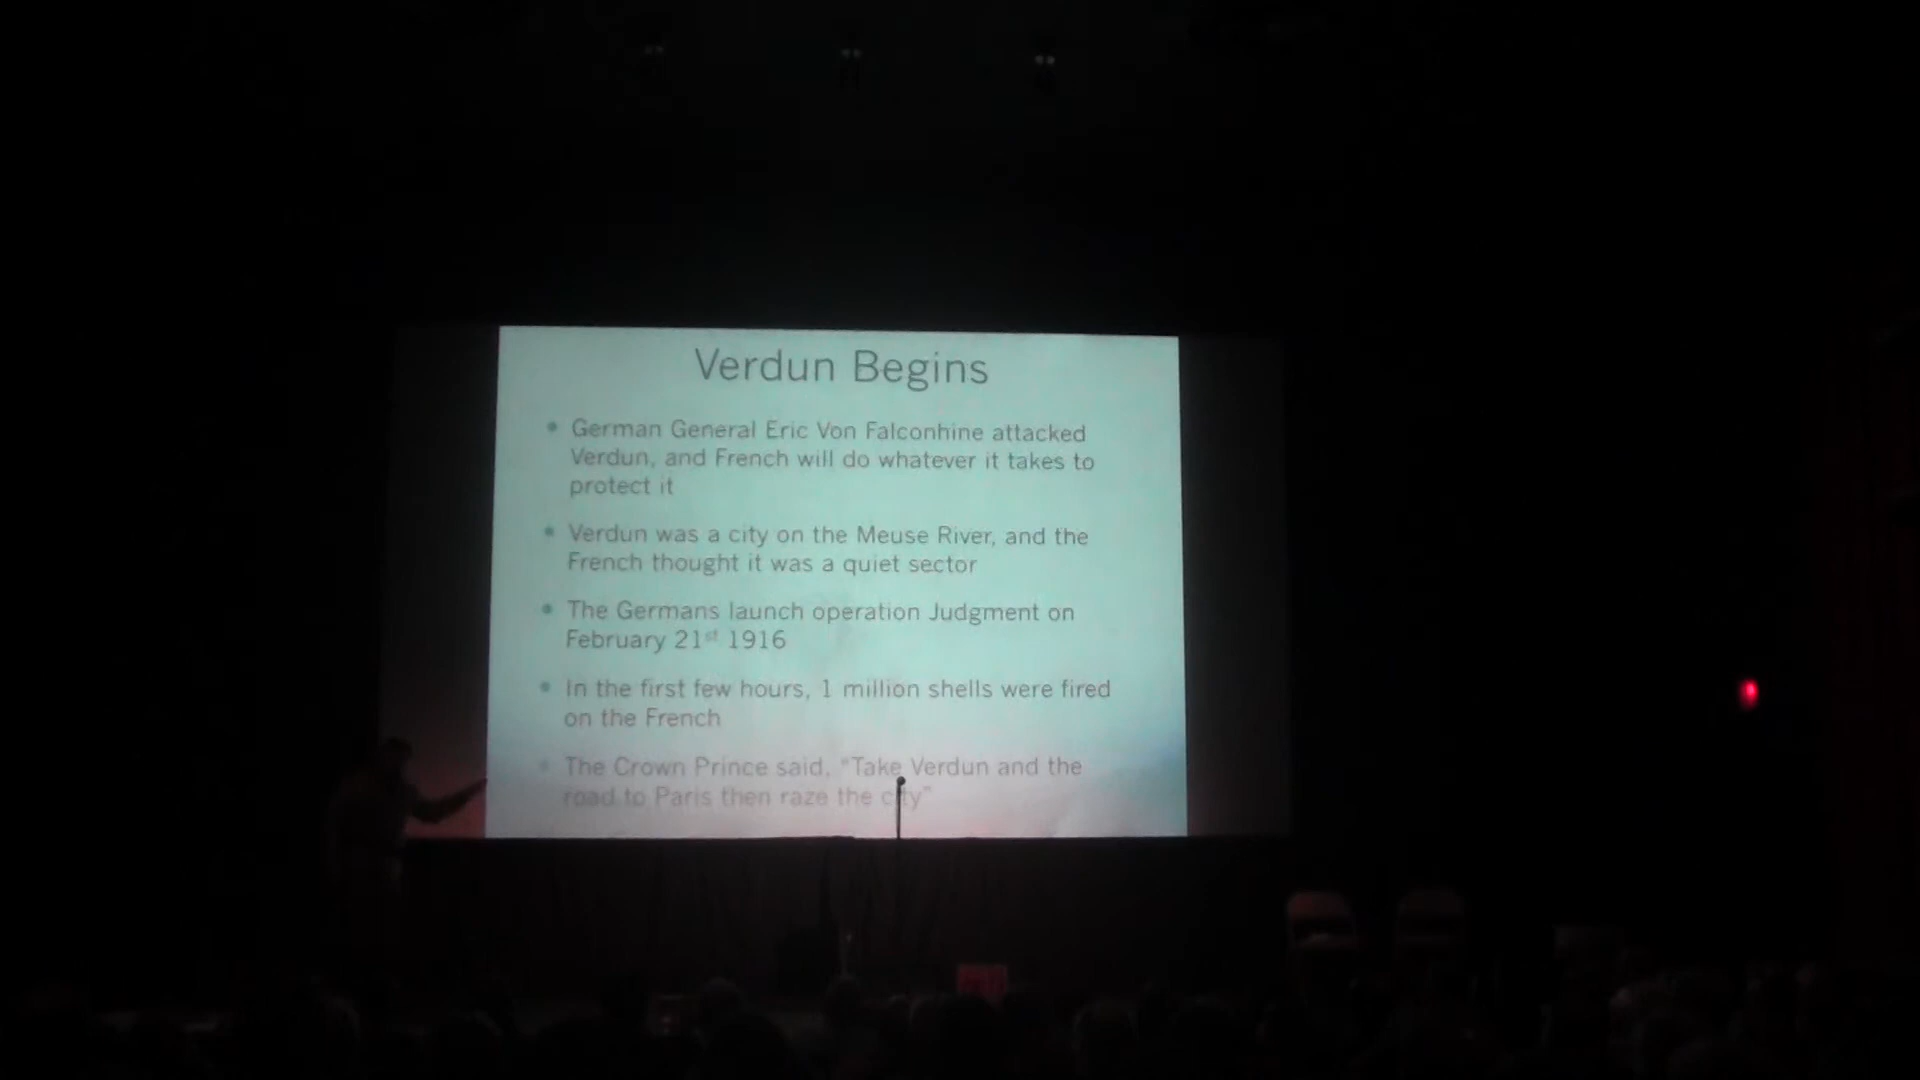 Verdun Begins
• German General Eric Von Falconhine attacked
Verdun, and French will do whatever it takes to
protect it
• Verdun was a city on the Meuse River, and the
French thought it was a quiet sector
• The Germans launch operation Judgment on
February 21st 1916
• In the first few hours, 1 million shells were fired
on the French
• The Crown Prince said, "Take Verdun and the
road to Paris then raze the city"